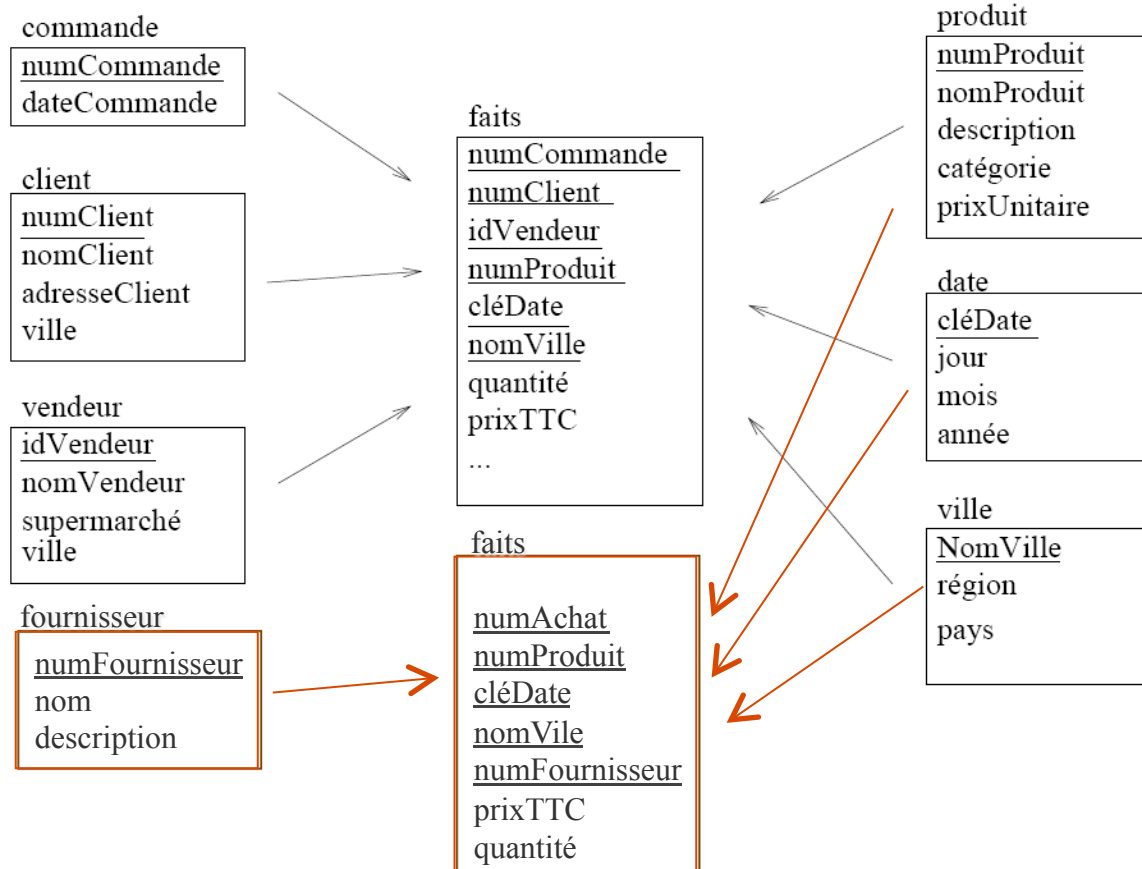 commande
numCommande
dateCommande
client
numClient
nomClient
adresseClient
ville
vendeur
idVendeur
nomVendeur
supermarché
ville
fournisseur
numFournisseur
nom
description
faits
numCommande
numClient
idVendeur
numProduit
cléDate
nomVille
quantité
prixTTC
...
faits
numAchat
numProduit
cléDate
nomVile
numFournisseur
prixTTC
quantité
produit
numProduit
nomProduit
description
catégorie
prixUnitaire
date
cléDate
jour
mois
année
ville
NomVille
région
pays